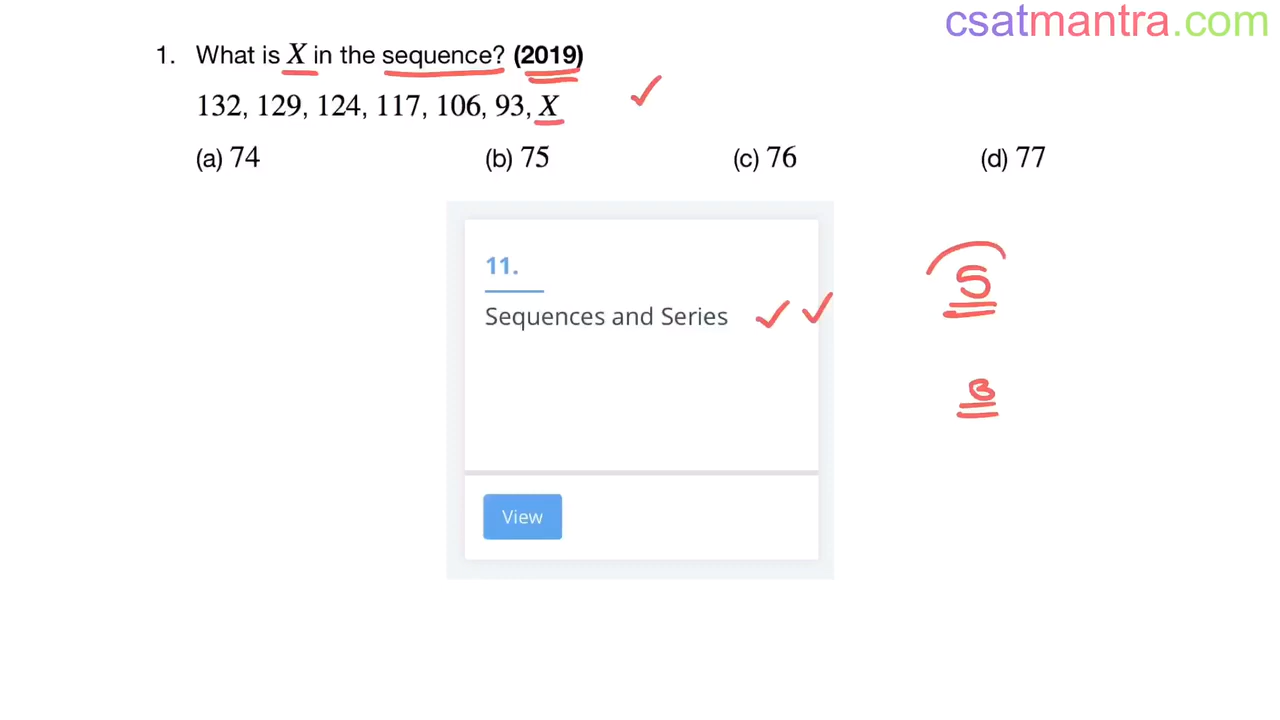 csatmantra.com
1. What is X in the sequence? (2019)
132, 129, 124, 117, 106, 93, X
(a) 74 (b) 75 (c) 76 (d) 77
11.
Sequences and Series
5
View